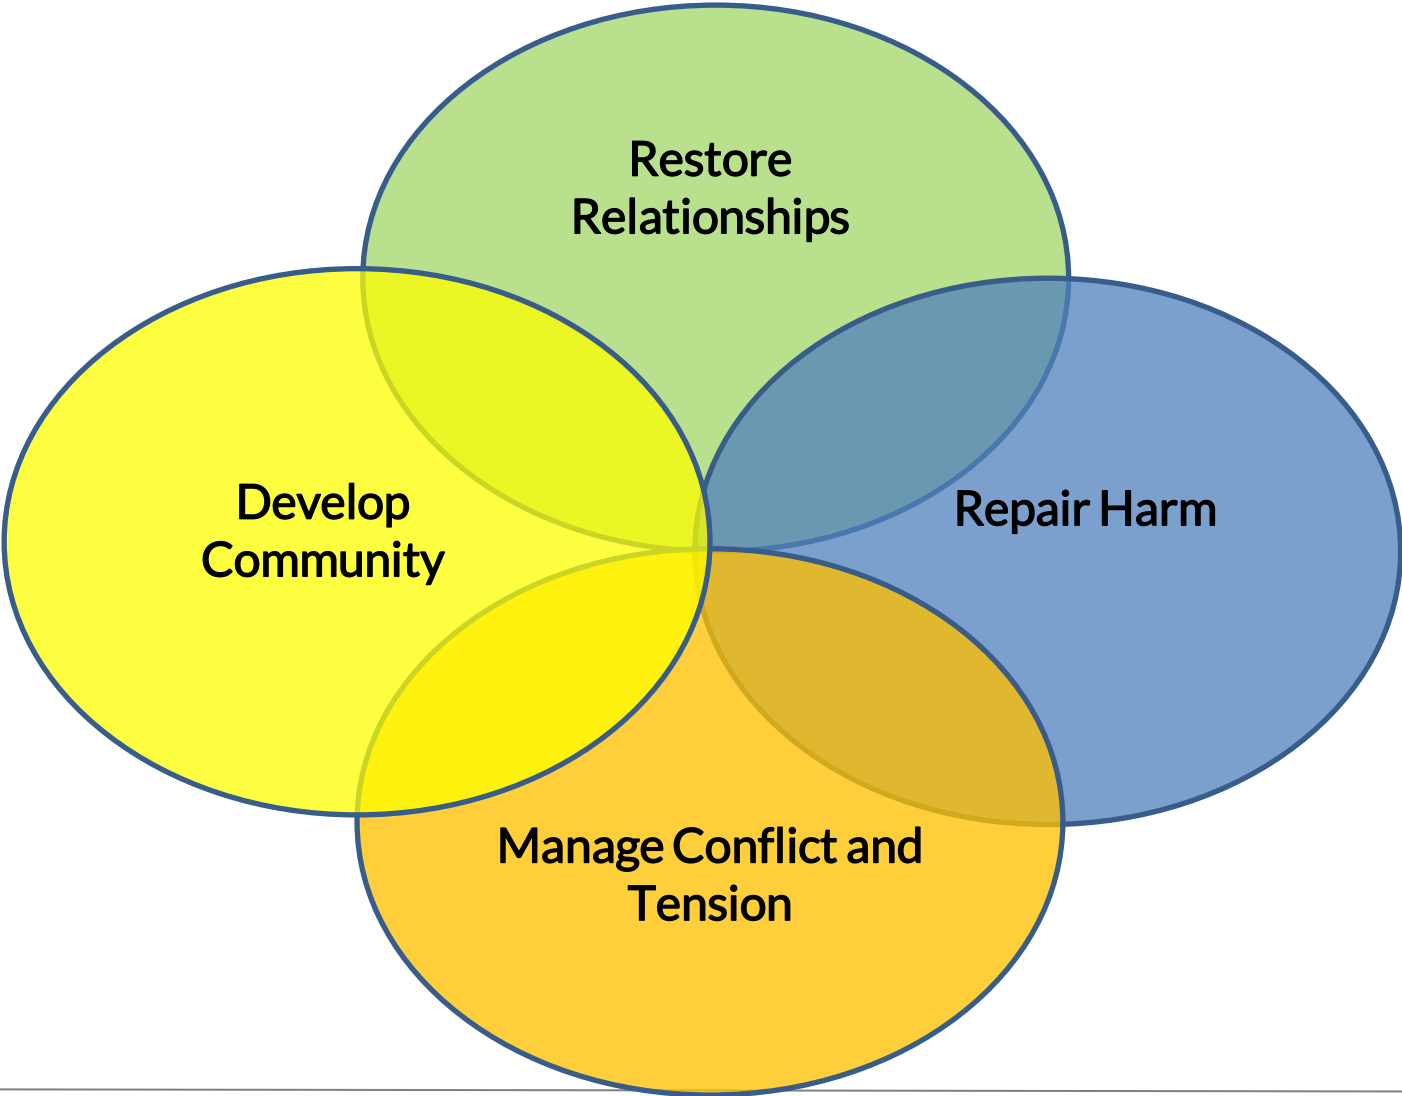 Restore
Relationships
Develop
Community
Repair Harm
Manage Conflict and
Tension